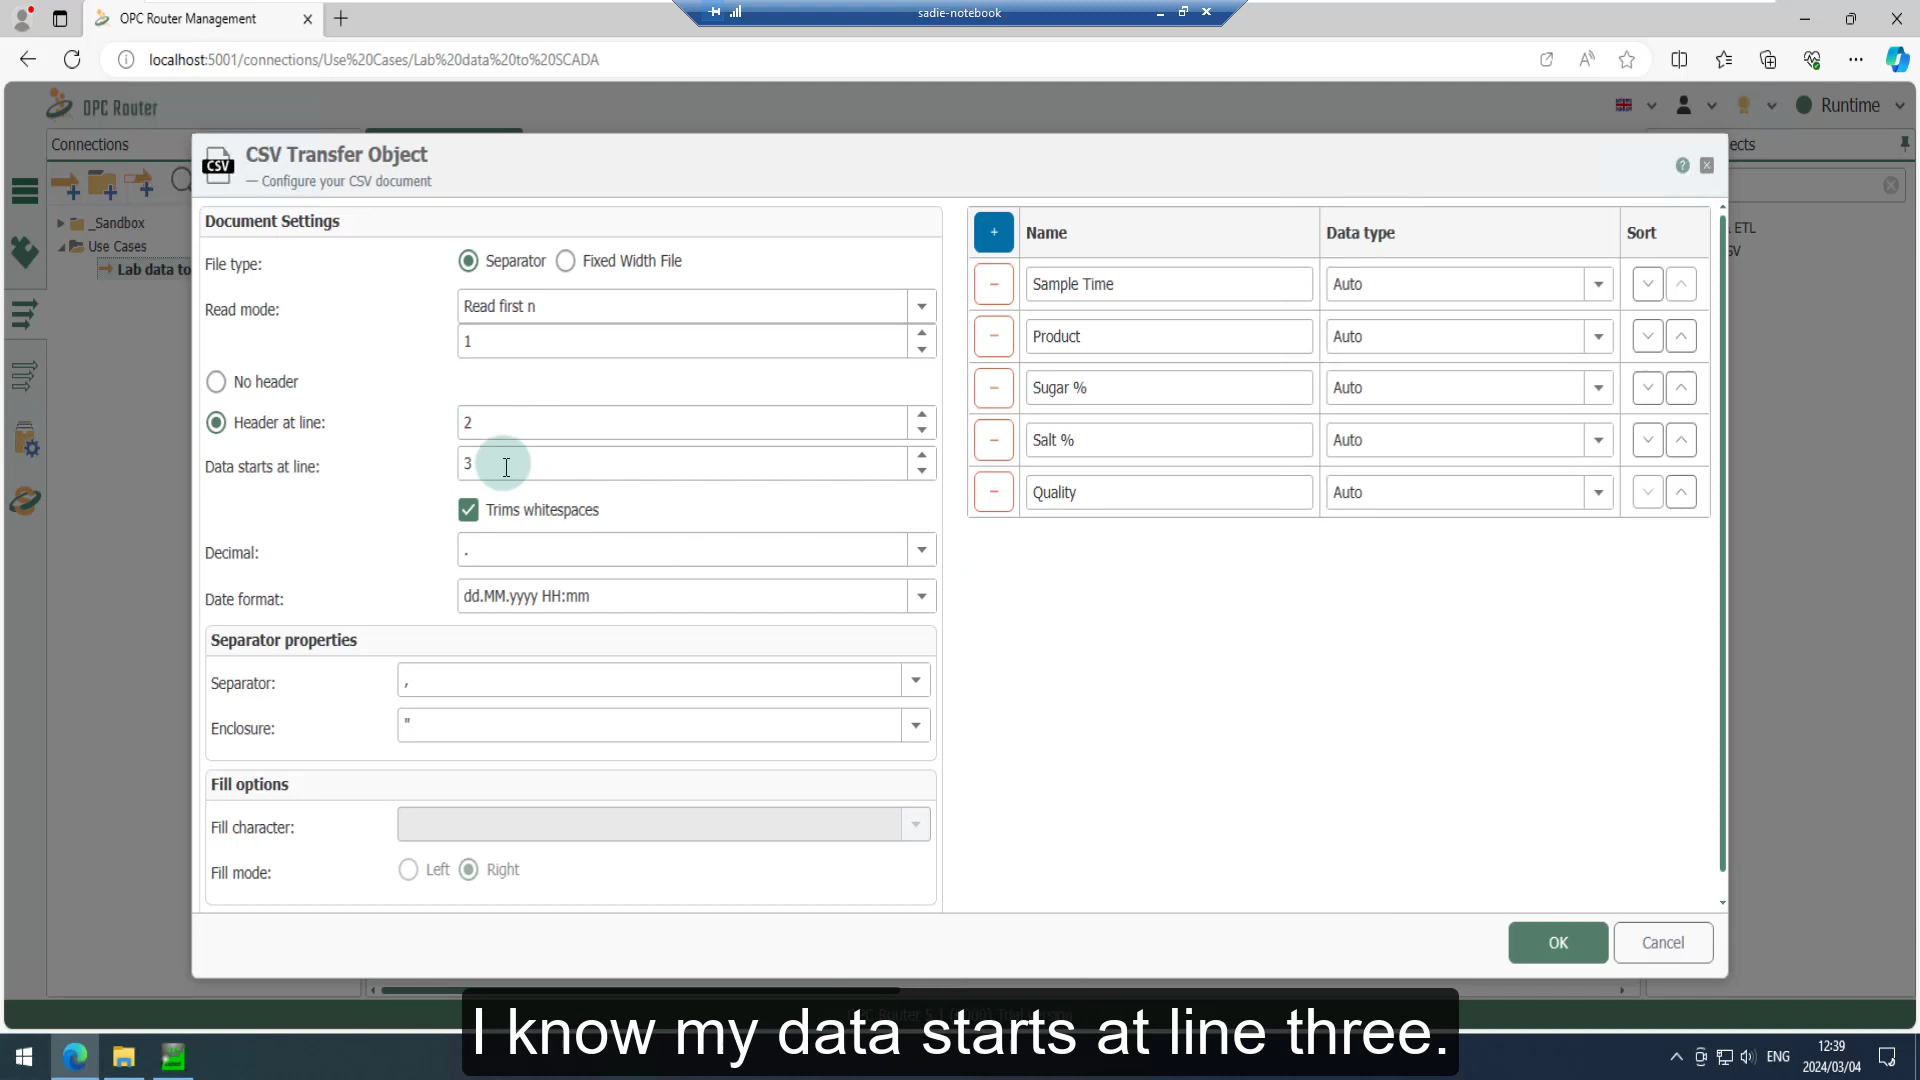 OPC Router Management
sadie-notebook
localhost:5001/connections/Use%20Cases/Lab%20data%20to%20SCADA
OPC Router
Runtime
Connections
ects
_Sandbox
Use Cases
Lab data to
ETL
CSV Transfer Object
— Configure your CSV document
Document Settings
File type:
Separator
Fixed Width File
Read mode:
Read first n
1
No header
Header at line:
2
Data starts at line:
3
Trims whitespaces
Decimal:
.
Date format:
dd.MM.yyyy HH:mm
Separator properties
Separator:
,
Enclosure:
"
Fill options
Fill character:
Fill mode:
Left
Right
+ Name Data type Sort
Sample Time Auto
Product Auto
Sugar % Auto
Salt % Auto
Quality Auto
OK
Cancel
I know my data starts at line three.
ENG
12:39
2024/03/04